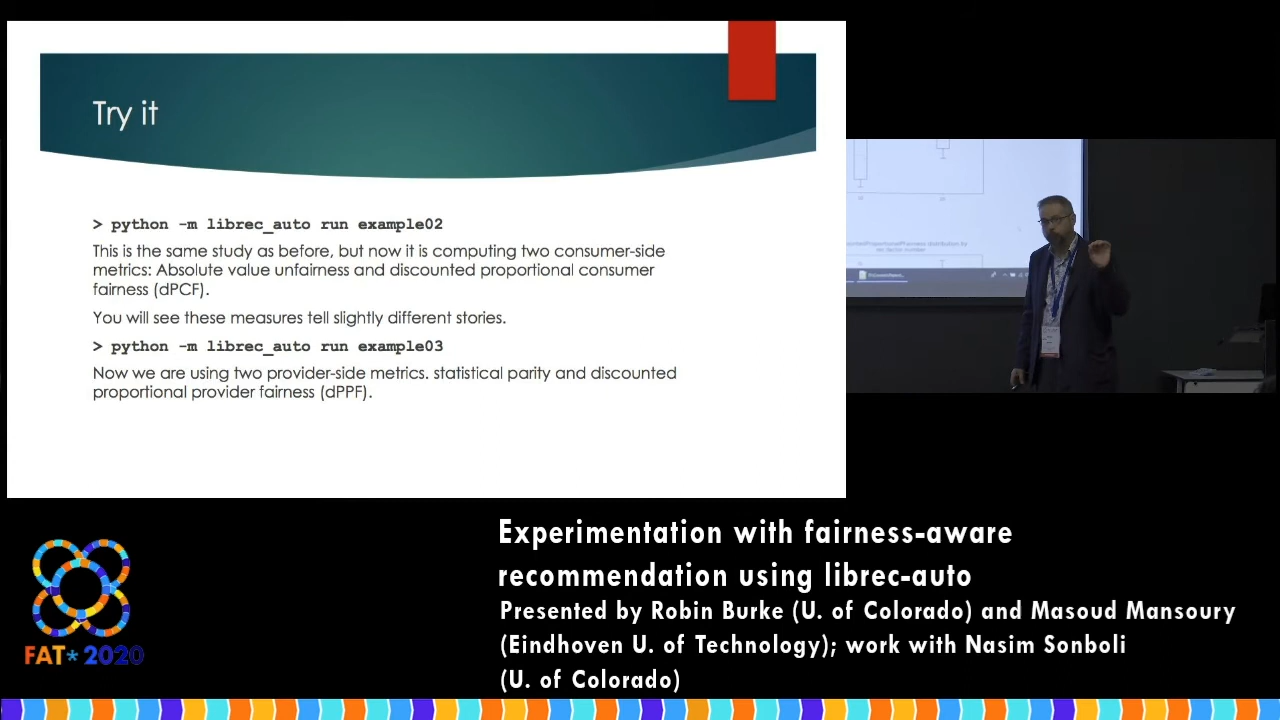 Try it
> python -m librec_auto run example02
This is the same study as before, but now it is computing two consumer-side
metrics: Absolute value unfairness and discounted proportional consumer
fairness (dPCF).
You will see these measures tell slightly different stories.
> python -m librec_auto run example03
Now we are using two provider-side metrics. statistical parity and discounted
proportional provider fairness (dPPF).
Experimentation with fairness-aware
recommendation using librec-auto
Presented by Robin Burke (U. of Colorado) and Masoud Mansoury
(Eindhoven U. of Technology); work with Nasim Sonboli
(U. of Colorado)
FAT* 2020